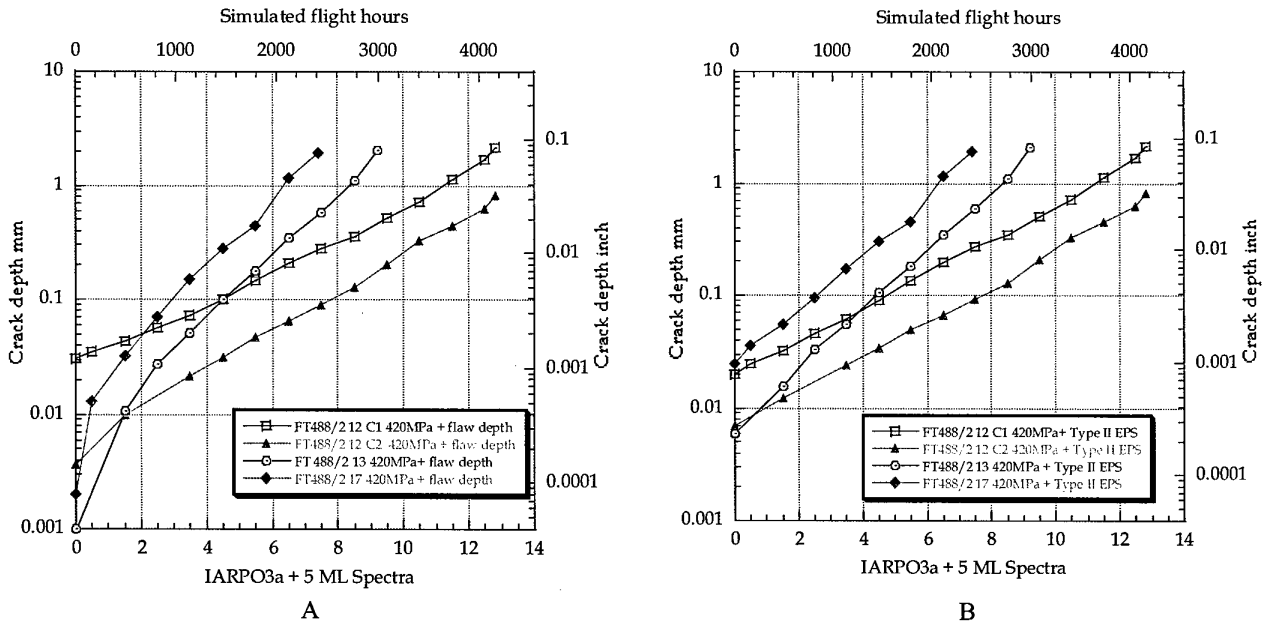 Simulated flight hours
0 1000 2000 3000 4000
10
1
0.1
0.01
0.001
Crack depth mm
0.1
0.01
0.001
0.0001
Crack depth inch
FT488/2 12 C1 420MPa + flaw depth
FT488/2 12 C2 420MPa + flaw depth
FT488/2 13 420MPa + flaw depth
FT488/2 17 420MPa + flaw depth
0 2 4 6 8 10 12 14
IARPO3a + 5 ML Spectra
A
Simulated flight hours
0 1000 2000 3000 4000
10
1
0.1
0.01
0.001
Crack depth mm
0.1
0.01
0.001
0.0001
Crack depth inch
FT488/2 12 C1 420MPa+ Type II EPS
FT488/2 12 C2 420MPa + Type II EPS
FT488/2 13 420MPa + Type II EPS
FT488/2 17 420MPa + Type II EPS
0 2 4 6 8 10 12 14
IARPO3a + 5 ML Spectra
B